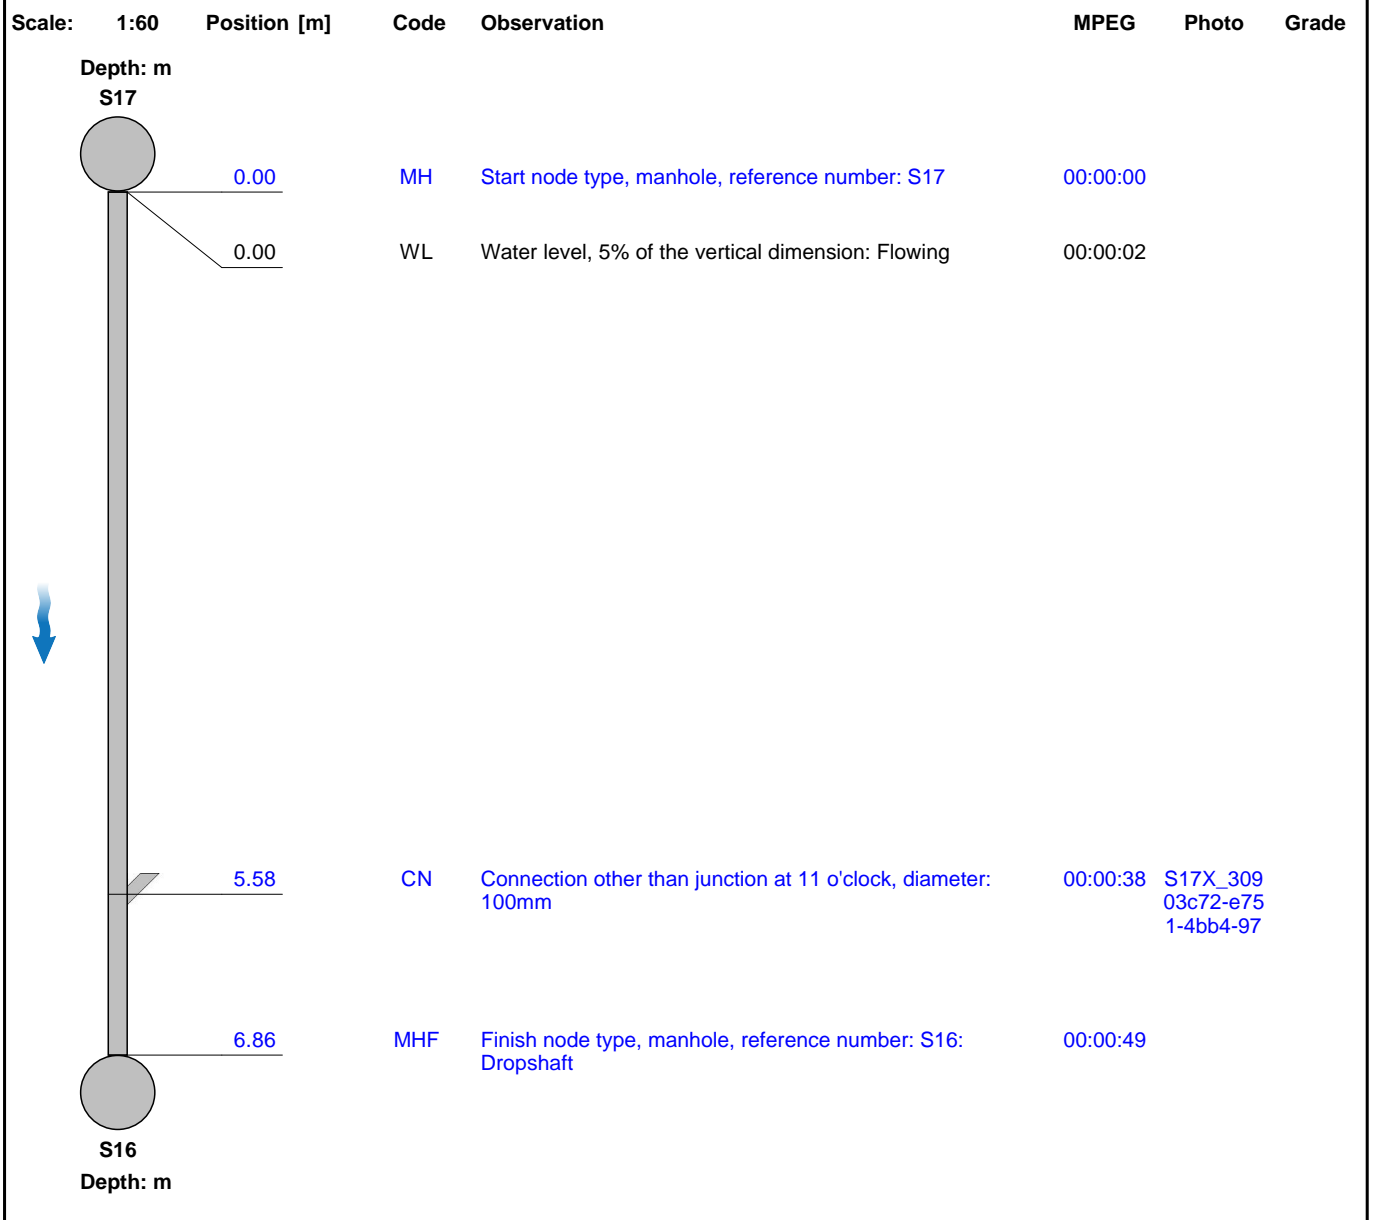 Scale: 1:60 Position [m] Code Observation MPEG Photo Grade
Depth: m
S17
0.00 MH Start node type, manhole, reference number: S17 00:00:00
0.00 WL Water level, 5% of the vertical dimension: Flowing 00:00:02
5.58 CN Connection other than junction at 11 o'clock, diameter: 00:00:38 S17X_309
100mm 03c72-e75
1-4bb4-97
6.86 MHF Finish node type, manhole, reference number: S16: 00:00:49
Dropshaft
S16
Depth: m